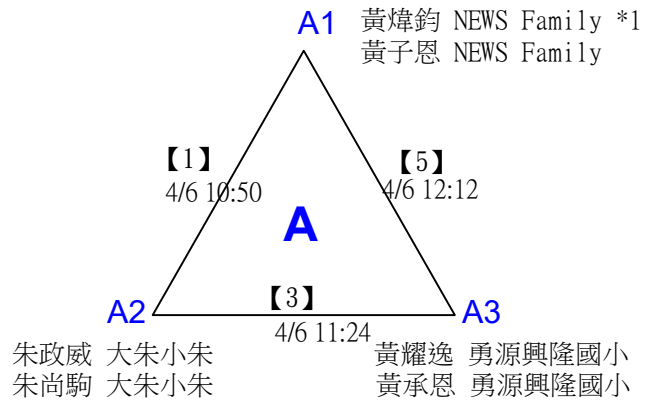 A1 黃煒鈞 NEWS Family *1
黃子恩 NEWS Family
【1】
4/6 10:50
【5】
4/6 12:12
A
【3】
4/6 11:24
A2
朱政威 大朱小朱
朱尚駒 大朱小朱
A3
黃耀逸 勇源興隆國小
黃承恩 勇源興隆國小